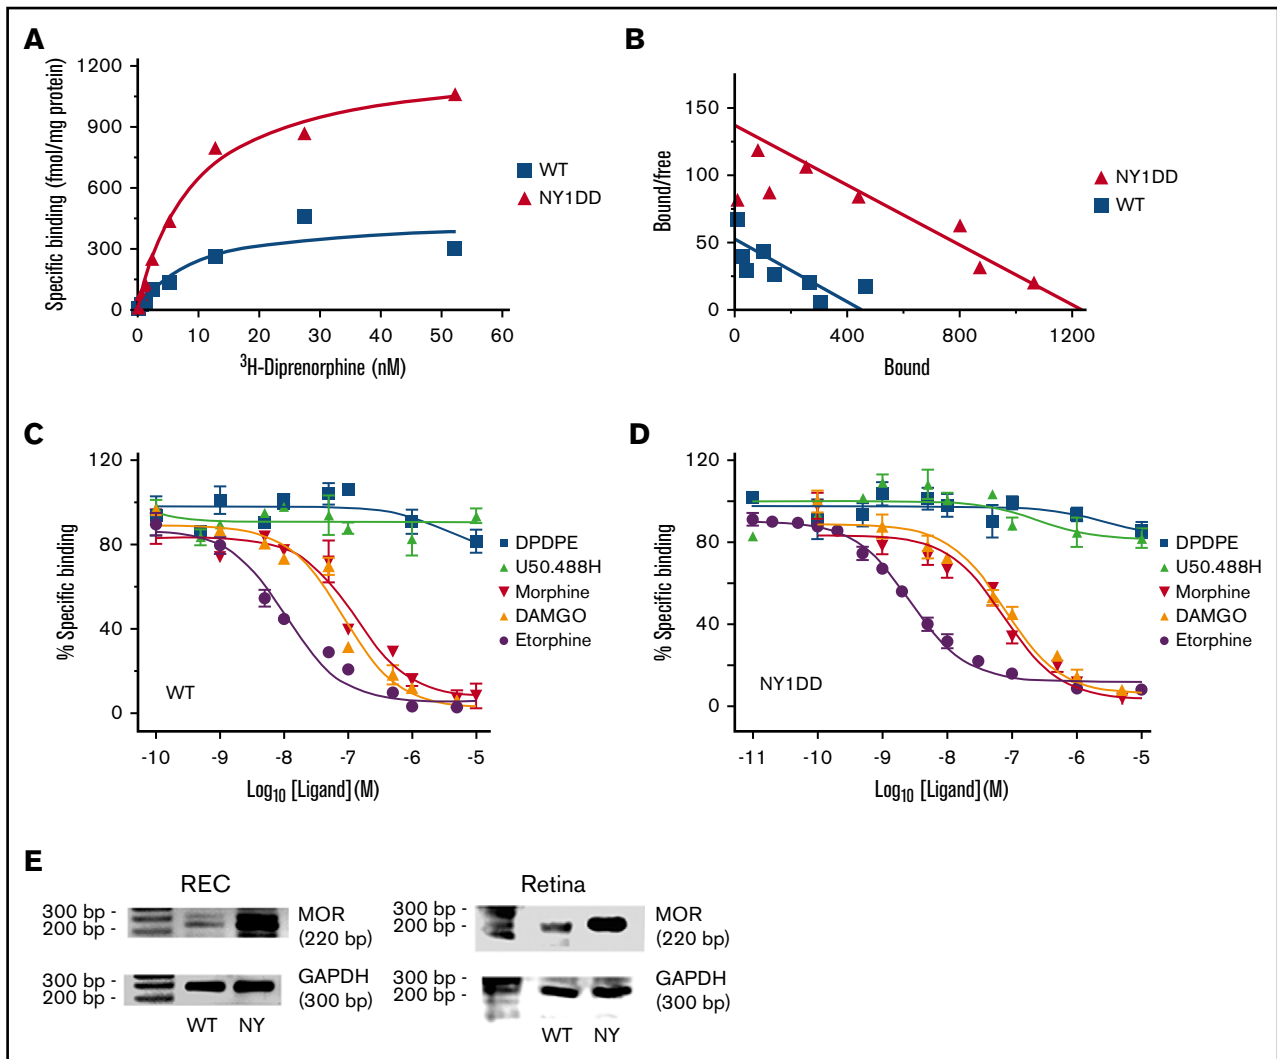 A
Specific binding (fmol/mg protein)
1200
900
600
300
0
0 10 20 30 40 50 60
³H-Diprenorphine (nM)
WT
NY1DD
B
Bound/free
150
100
50
0
0 400 800 1200
Bound
NY1DD
WT
C
% Specific binding
120
80
40
0
WT
-10 -9 -8 -7 -6 -5
Log₁₀ [Ligand](M)
DPDPE
U50.488H
Morphine
DAMGO
Etorphine
D
% Specific binding
120
80
40
0
NY1DD
-11 -10 -9 -8 -7 -6 -5
Log₁₀ [Ligand](M)
DPDPE
U50.488H
Morphine
DAMGO
Etorphine
E
REC
300 bp -
200 bp -
MOR
(220 bp)
300 bp -
200 bp -
GAPDH
(300 bp)
WT NY
Retina
300 bp -
200 bp -
MOR
(220 bp)
300 bp -
200 bp -
GAPDH
(300 bp)
WT NY